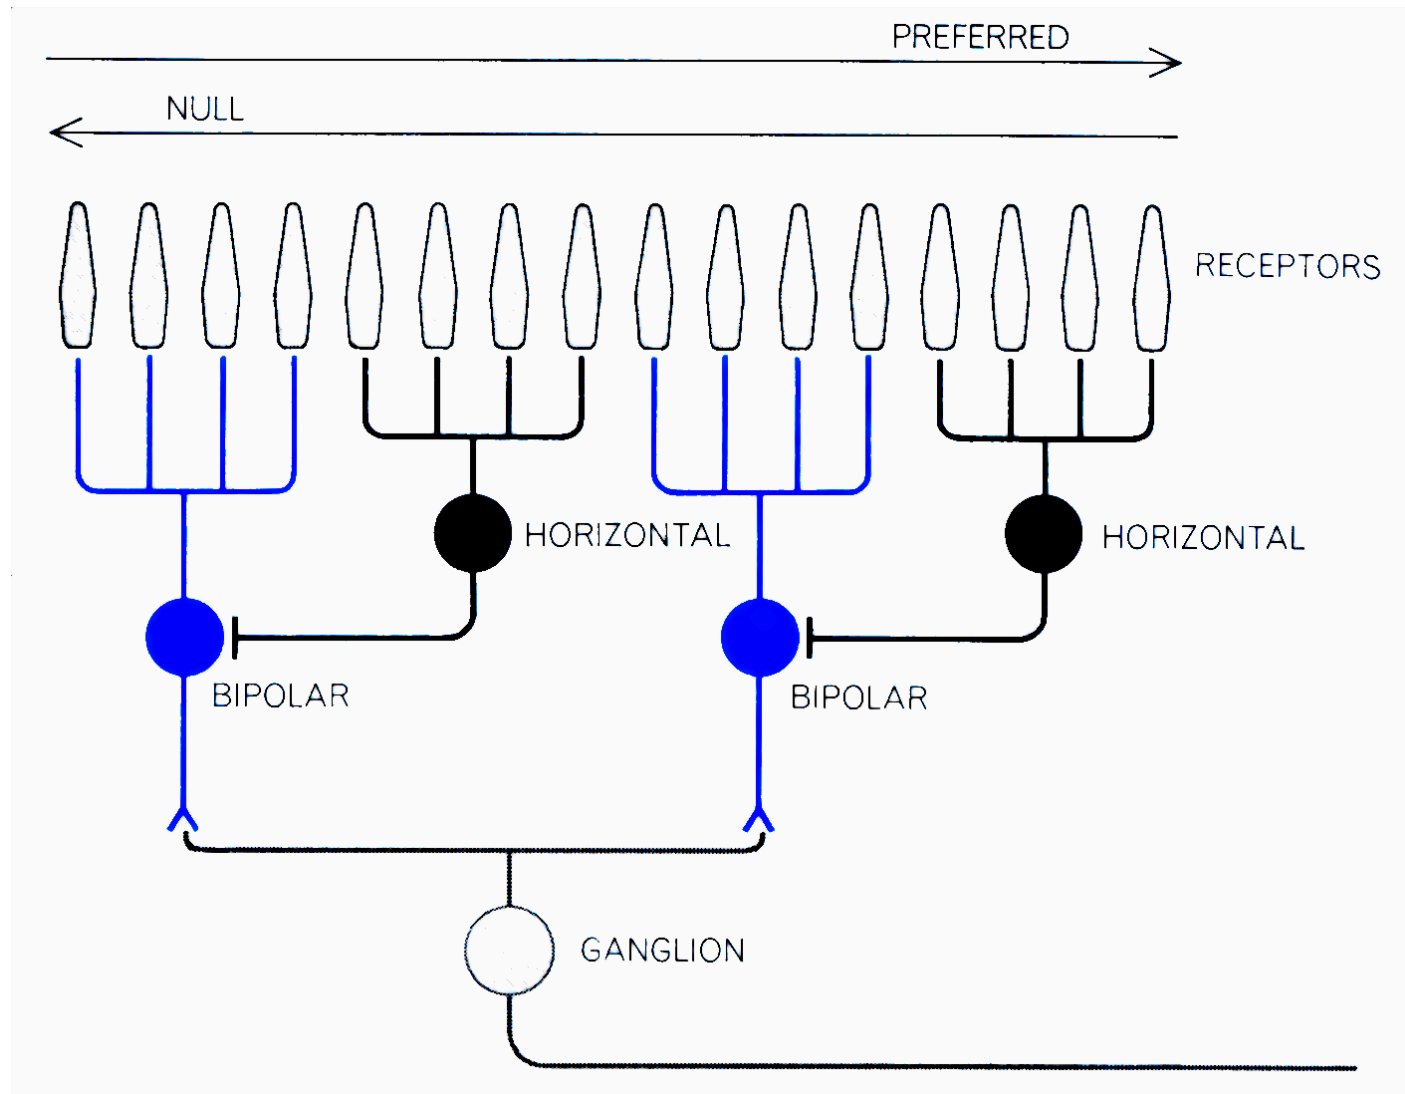 PREFERRED
NULL
RECEPTORS
HORIZONTAL
HORIZONTAL
BIPOLAR
BIPOLAR
GANGLION